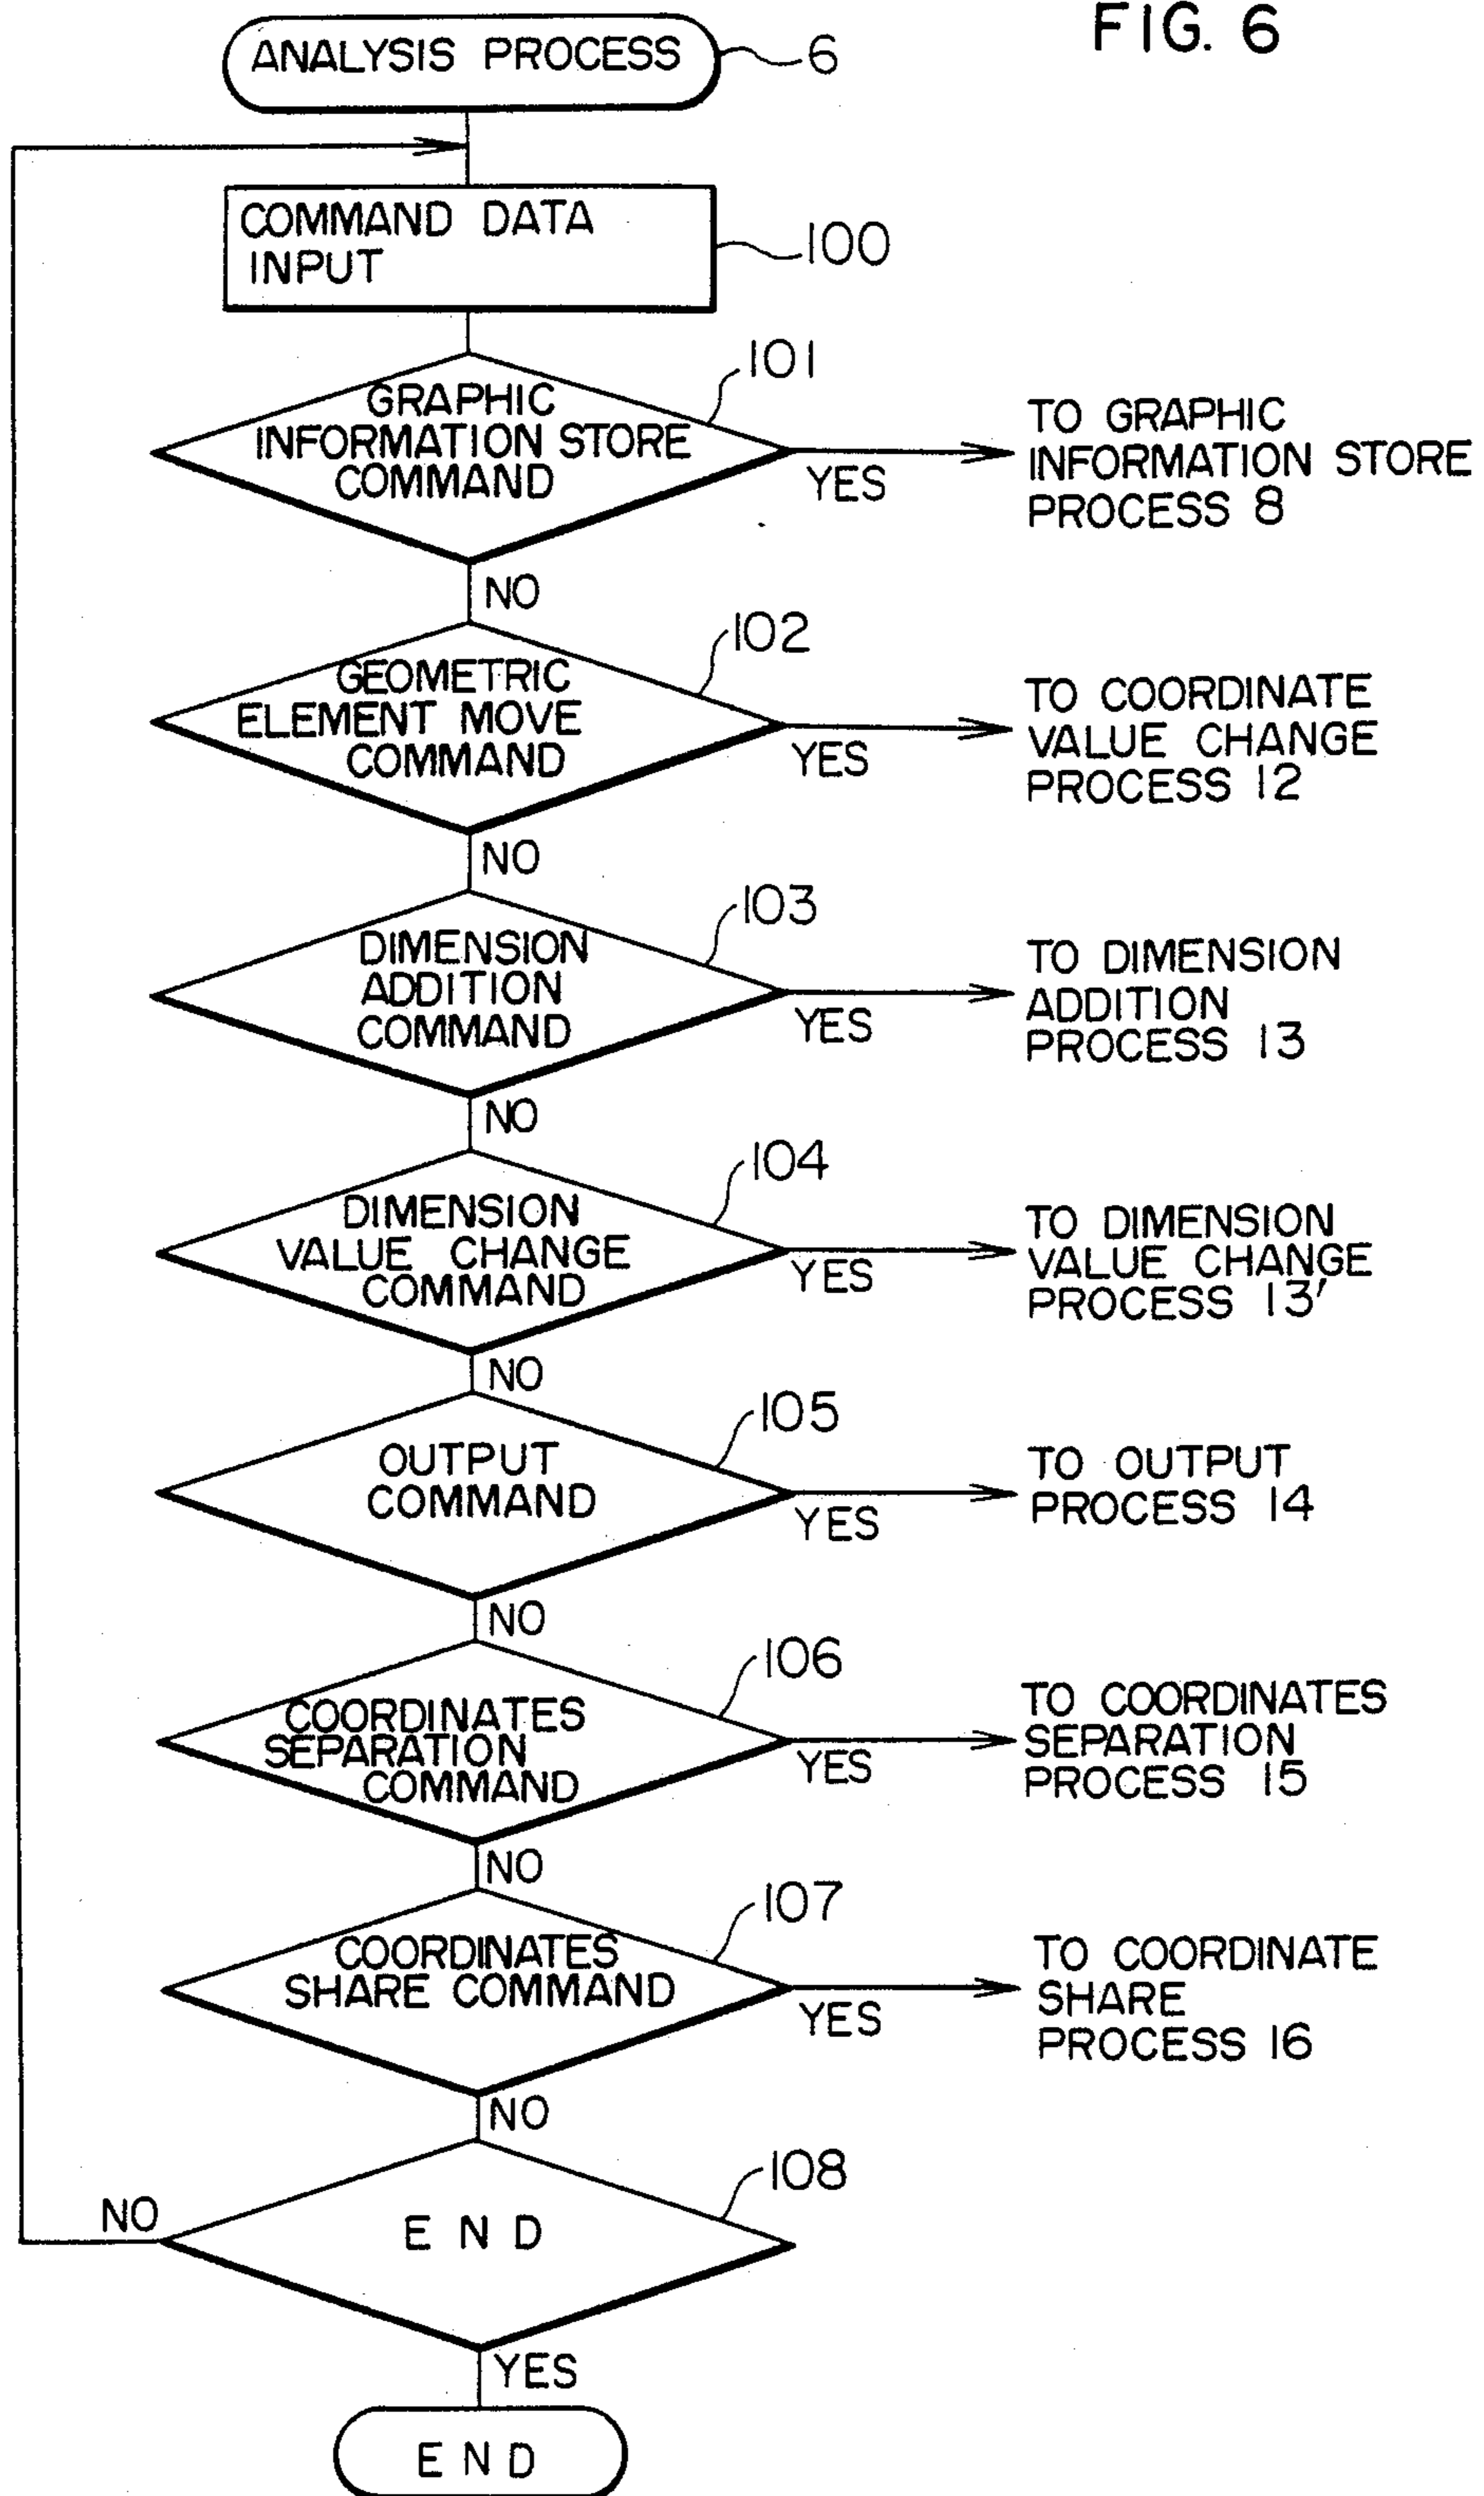 FIG. 6
ANALYSIS PROCESS
6
COMMAND DATA
INPUT
100
GRAPHIC
INFORMATION STORE
COMMAND
101
YES
TO GRAPHIC
INFORMATION STORE
PROCESS 8
NO
GEOMETRIC
ELEMENT MOVE
COMMAND
102
YES
TO COORDINATE
VALUE CHANGE
PROCESS 12
NO
DIMENSION
ADDITION
COMMAND
103
YES
TO DIMENSION
ADDITION
PROCESS 13
NO
DIMENSION
VALUE CHANGE
COMMAND
104
YES
TO DIMENSION
VALUE CHANGE
PROCESS 13'
NO
OUTPUT
COMMAND
105
YES
TO OUTPUT
PROCESS 14
NO
COORDINATES
SEPARATION
COMMAND
106
YES
TO COORDINATES
SEPARATION
PROCESS 15
NO
COORDINATES
SHARE COMMAND
107
YES
TO COORDINATE
SHARE
PROCESS 16
NO
END
108
NO
YES
END